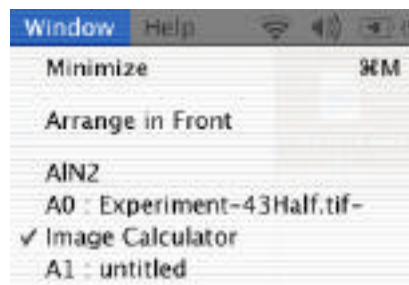 Window Help
Minimize ⌘M
Arrange in Front
AIN2
A0 : Experiment-43Half.tif-
✓ Image Calculator
A1 : untitled